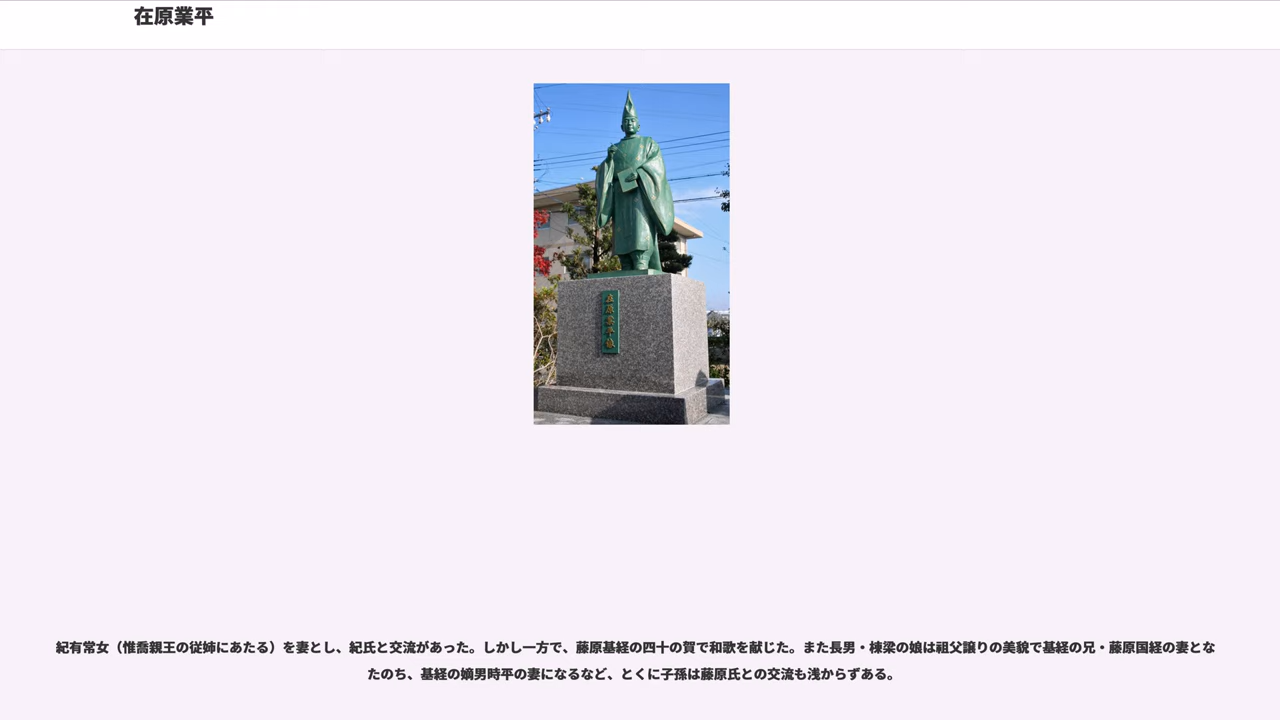 在原業平
在原業平像
紀有常女（惟喬親王の従姉にあたる）を妻とし、紀氏と交流があった。しかし一方で、藤原基経の四十の賀で和歌を献じた。また長男・棟梁の娘は祖父譲りの美貌で基経の兄・藤原国経の妻とな
たのち、基経の嫡男時平の妻になるなど、とくに子孫は藤原氏との交流も浅からずある。